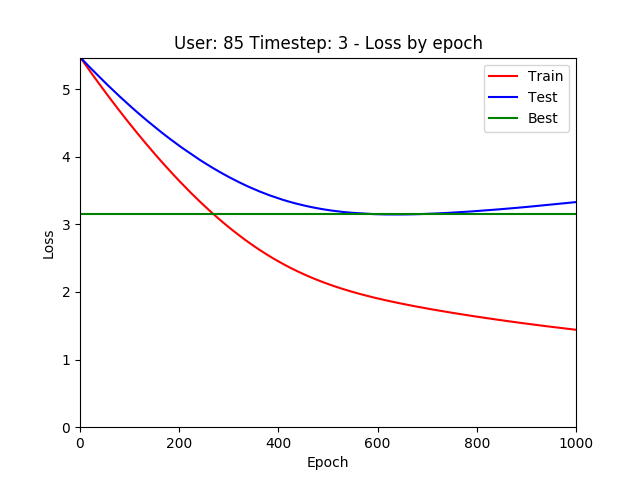 User: 85 Timestep: 3 - Loss by epoch
Train
Test
Best
5
4
3
2
1
0
Loss
0 200 400 600 800 1000
Epoch